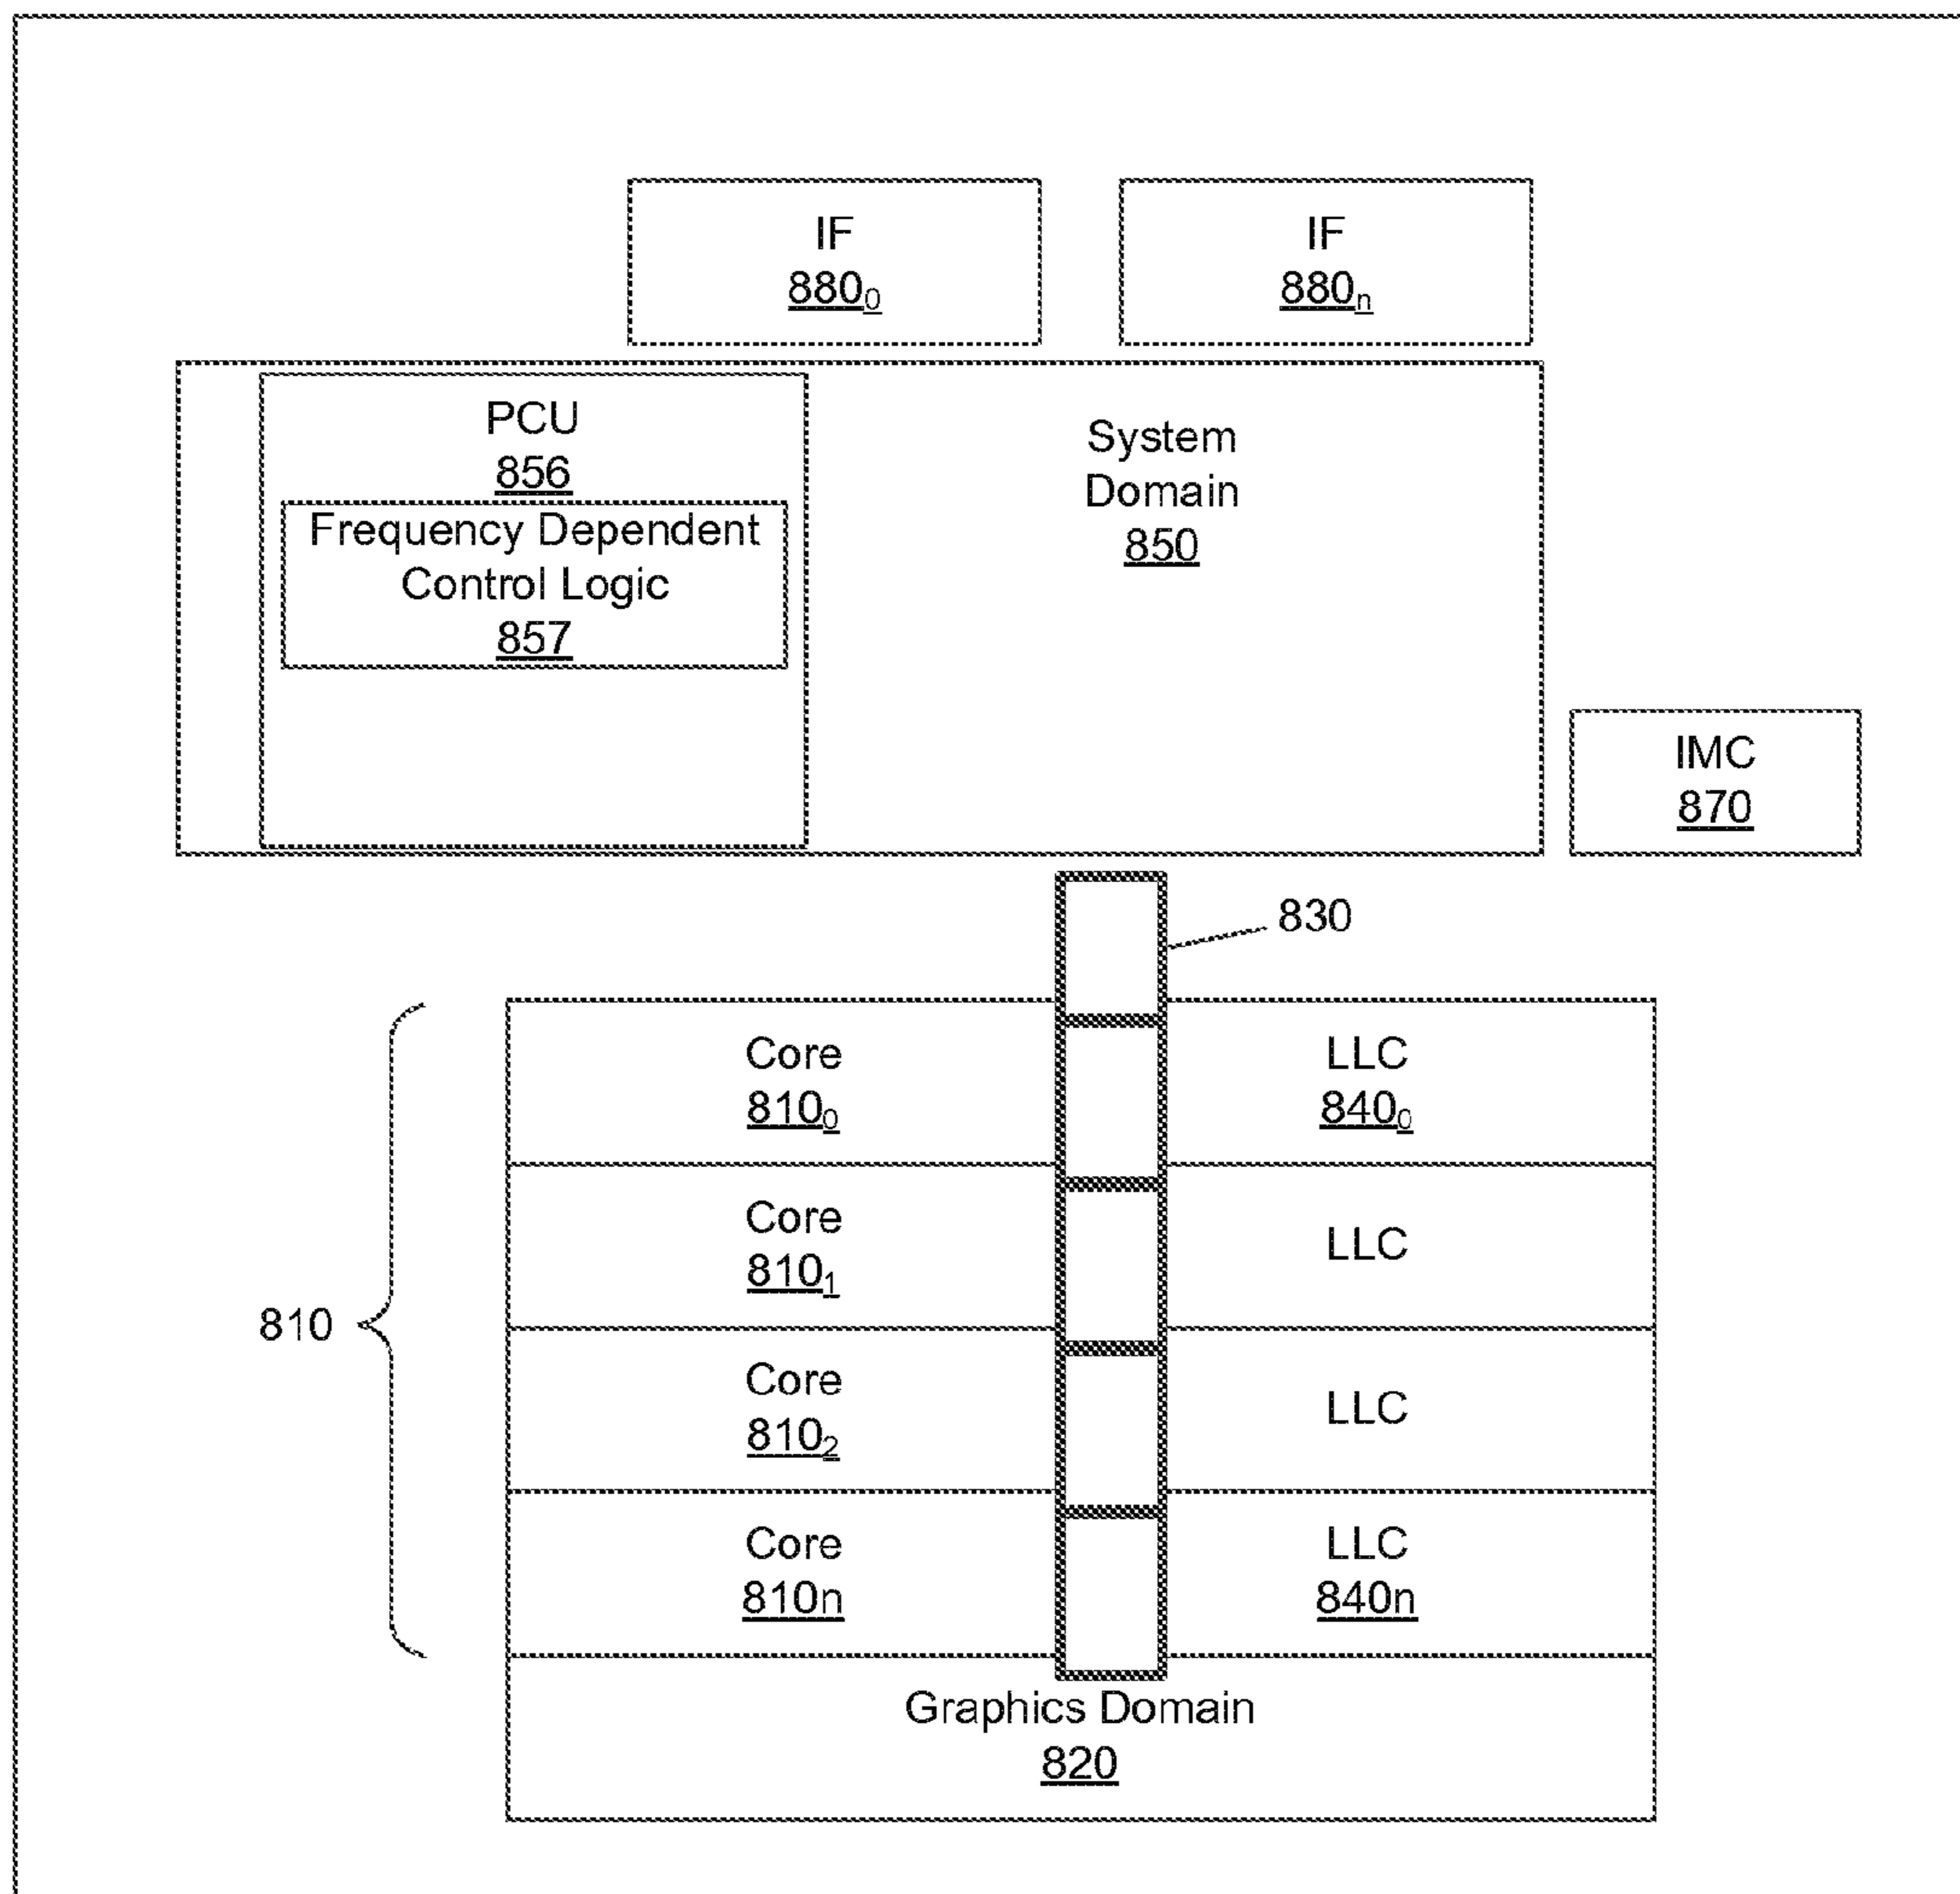 IF
880₀
IF
880ₙ
PCU
856
Frequency Dependent
Control Logic
857
System
Domain
850
IMC
870
830
810
Core
810₀
LLC
840₀
Core
810₁
LLC
Core
810₂
LLC
Core
810n
LLC
840n
Graphics Domain
820